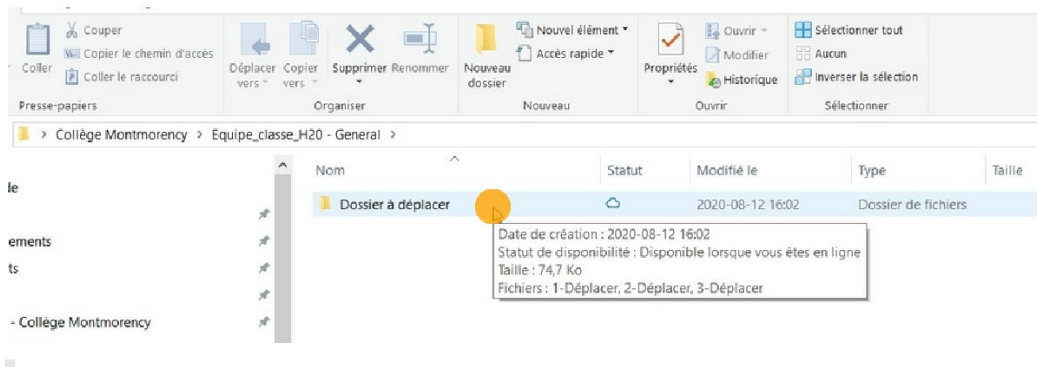 Couper
Copier le chemin d'accès
Coller
Coller le raccourci
Déplacer vers
Copier vers
Supprimer
Renommer
Nouveau dossier
Nouvel élément
Accès rapide
Propriétés
Ouvrir
Modifier
Historique
Sélectionner tout
Aucun
Inverser la sélection
Presse-papiers Organiser Nouveau Ouvrir Sélectionner
> Collège Montmorency > Equipe_classe_H20 - General >
Nom Statut Modifié le Type Taille
Dossier à déplacer 2020-08-12 16:02 Dossier de fichiers
Date de création : 2020-08-12 16:02
Statut de disponibilité : Disponible lorsque vous êtes en ligne
Taille : 74,7 Ko
Fichiers : 1-Déplacer, 2-Déplacer, 3-Déplacer
de
ements
ts
- Collège Montmorency